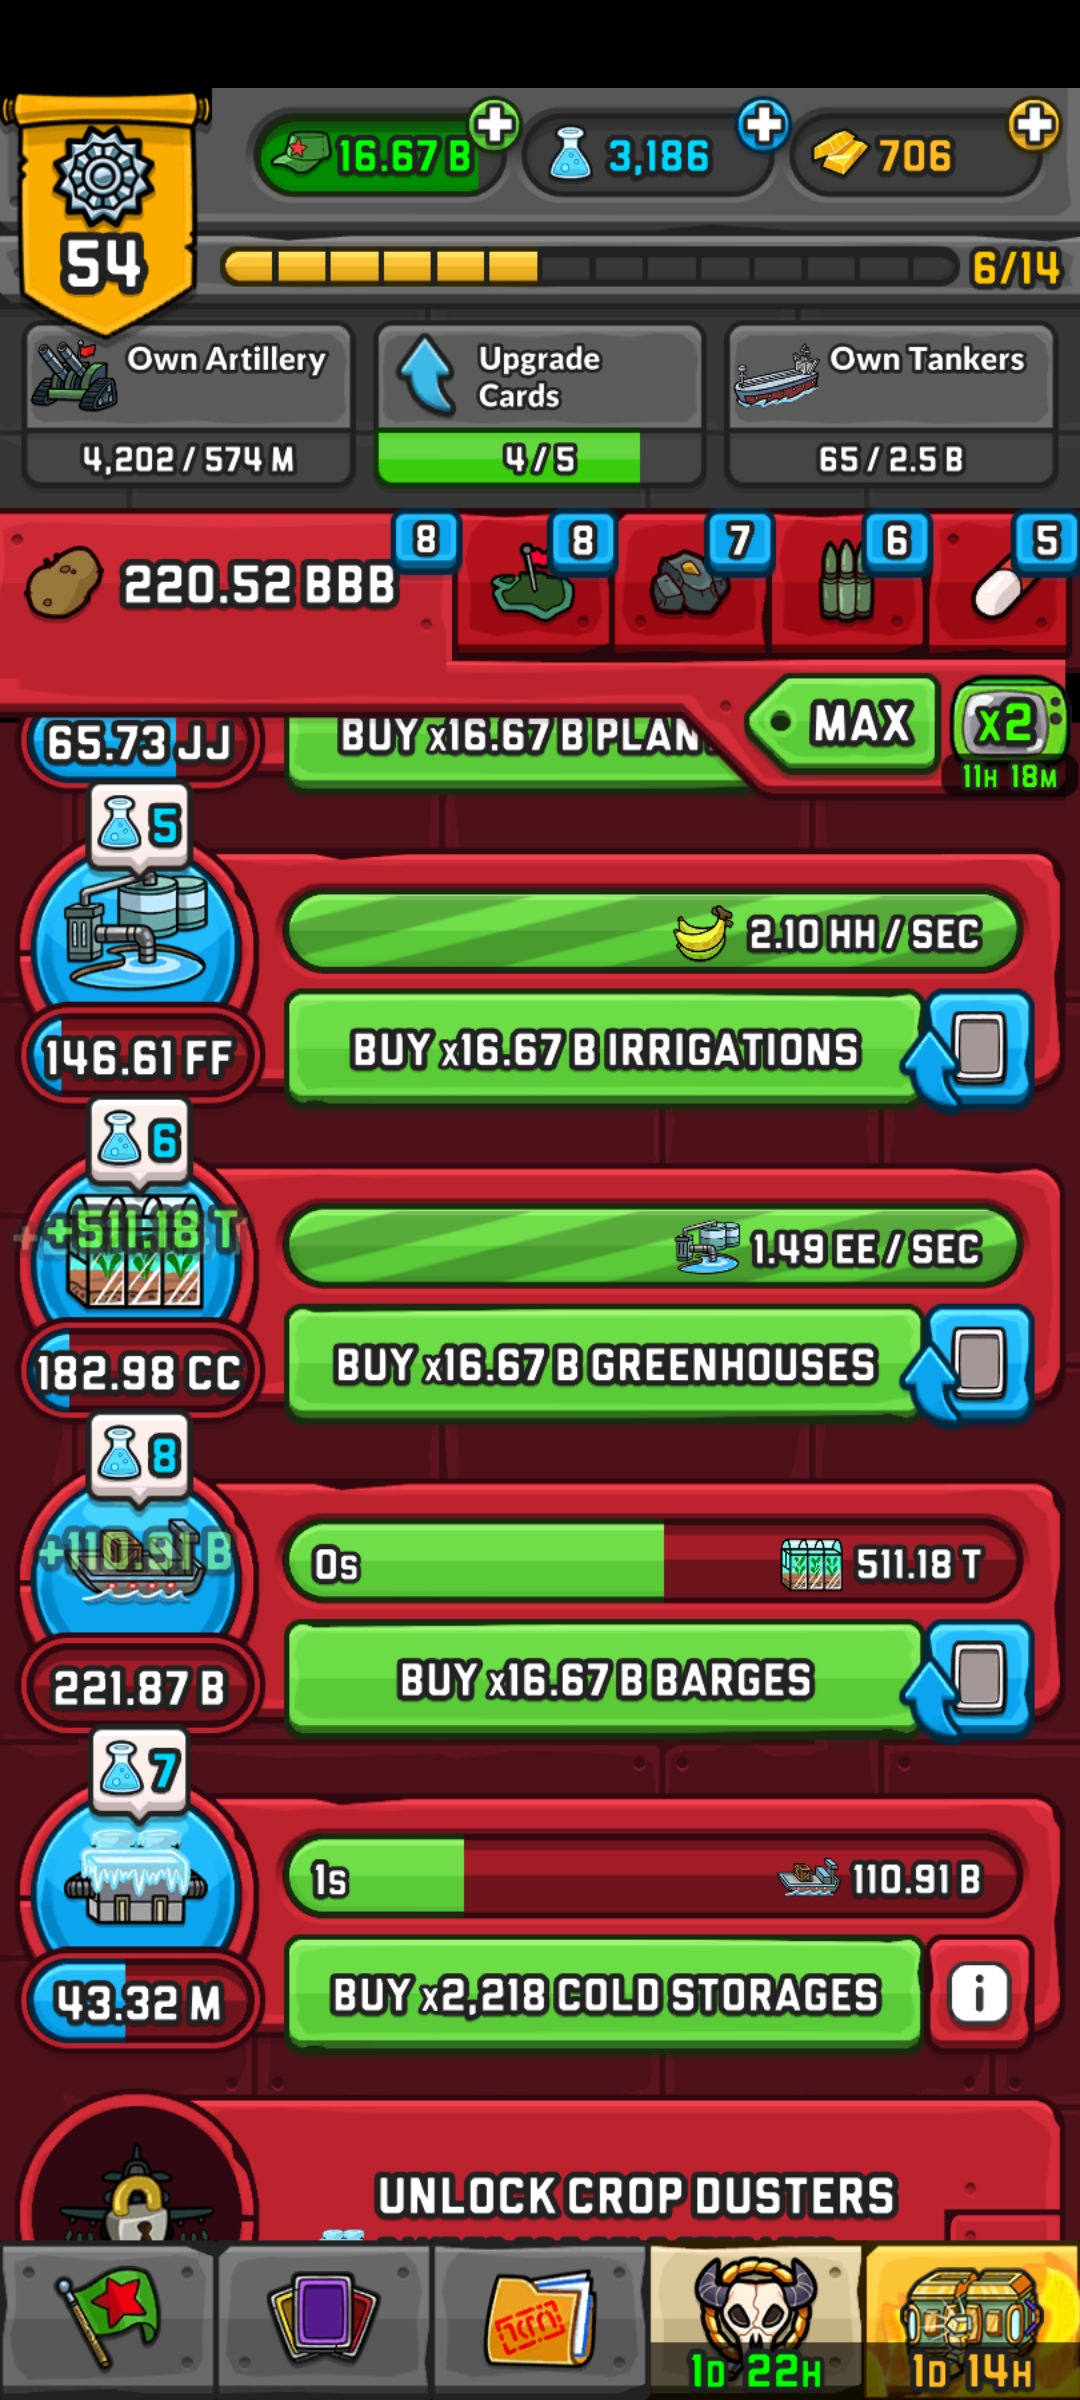 54
16.67 B
3,186
706
6/14
Own Artillery
4,202 / 574 M
Upgrade
Cards
4 / 5
Own Tankers
65 / 2.5 B
220.52 BBB
8
8
7
6
5
MAX
x2
11H 18M
65.73 JJ
BUY x16.67 B PLAN
5
2.10 HH / SEC
146.61 FF
BUY x16.67 B IRRIGATIONS
6
+511.18 T
1.49 EE / SEC
182.98 CC
BUY x16.67 B GREENHOUSES
8
+110.91 B
0s
511.18 T
221.87 B
BUY x16.67 B BARGES
7
1s
110.91 B
43.32 M
BUY x2,218 COLD STORAGES
i
UNLOCK CROP DUSTERS
1D 22H
1D 14H